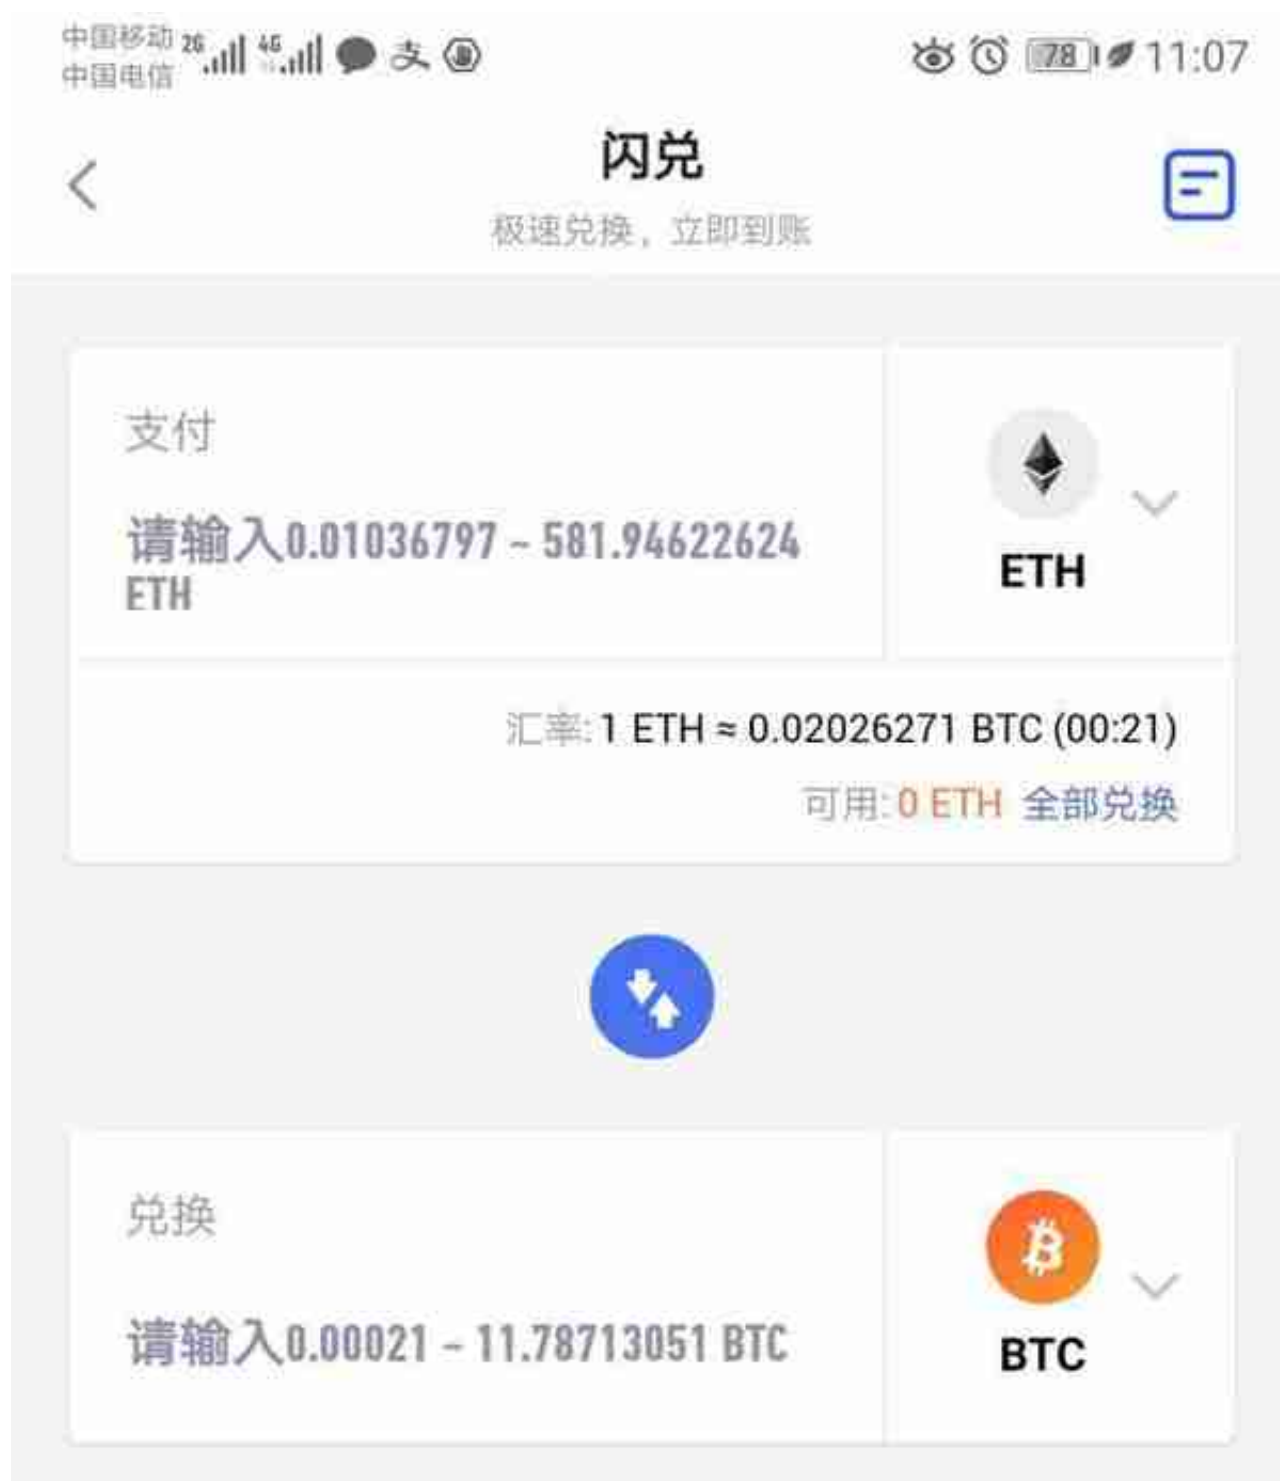 中国移动 2G 4G 支 78 11:07
中国电信
闪兑
极速兑换，立即到账
支付
请输入0.01036797 ~ 581.94622624
ETH
ETH
汇率: 1 ETH ≈ 0.02026271 BTC (00:21)
可用: 0 ETH 全部兑换
兑换
请输入0.00021 ~ 11.78713051 BTC
BTC